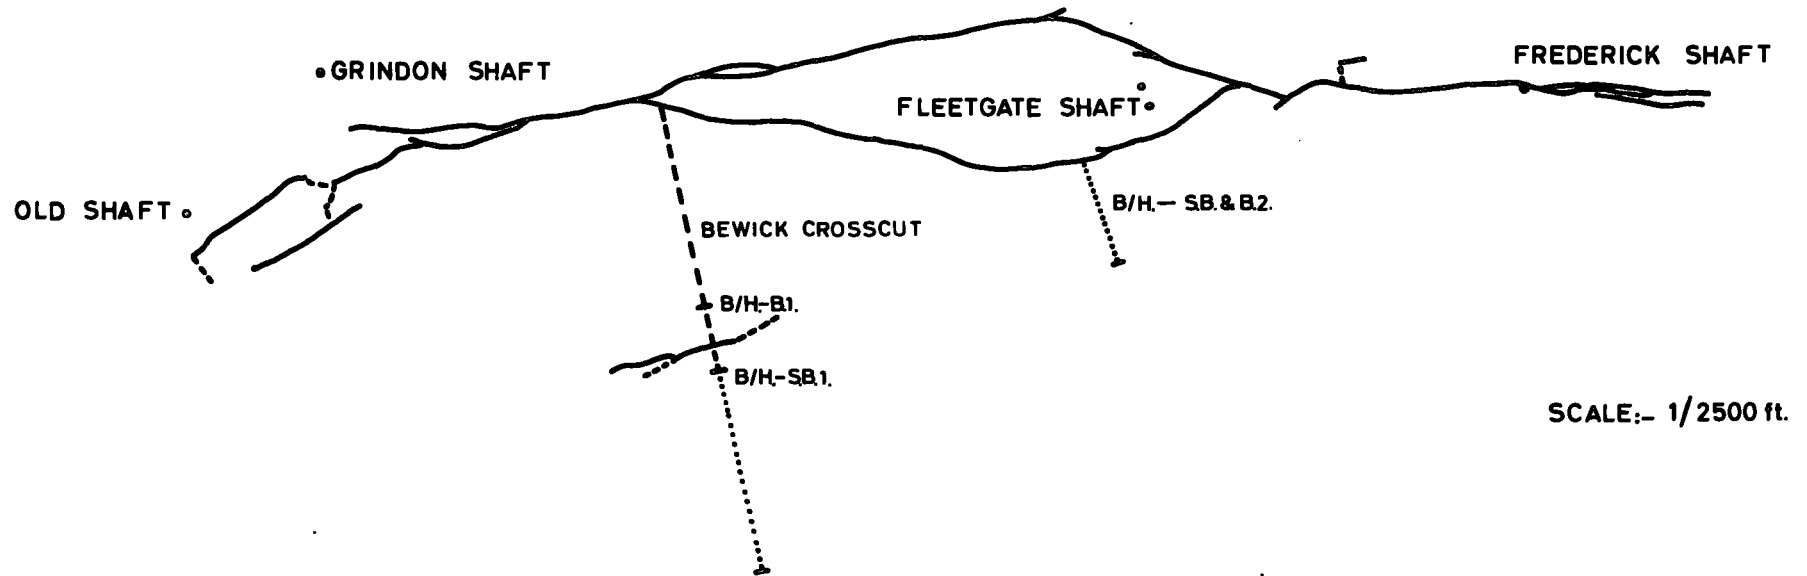 GRINDON SHAFT
FREDERICK SHAFT
FLEETGATE SHAFT
OLD SHAFT
B/H.— S.B. & B.2.
BEWICK CROSSCUT
B/H.-B.1.
B/H.-S.B.1.
SCALE:- 1/2500 ft.